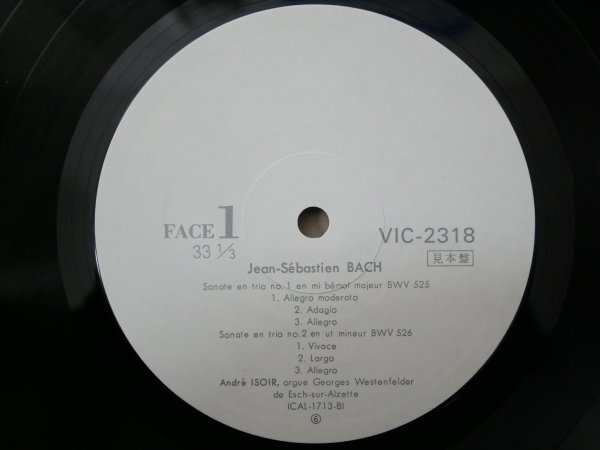 FACE 1
33 1/3
VIC-2318
見本盤
Jean-Sébastien BACH
Sonate en trio no.1 en mi bémol majeur BWV 525
1. Allegro moderato
2. Adagio
3. Allegro
Sonate en trio no.2 en ut mineur BWV 526
1. Vivace
2. Largo
3. Allegro
André ISOIR, orgue Georges Westenfelder
de Esch-sur-Alzette
(CAL-1713-B)
⑥